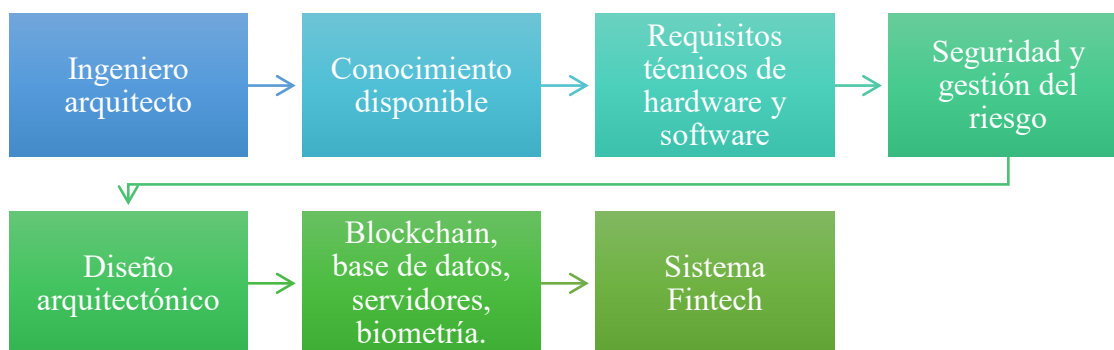 Ingeniero
arquitecto
Conocimiento
disponible
Requisitos
técnicos de
hardware y
software
Seguridad y
gestión del
riesgo
Diseño
arquitectónico
Blockchain,
base de datos,
servidores,
biometría.
Sistema
Fintech